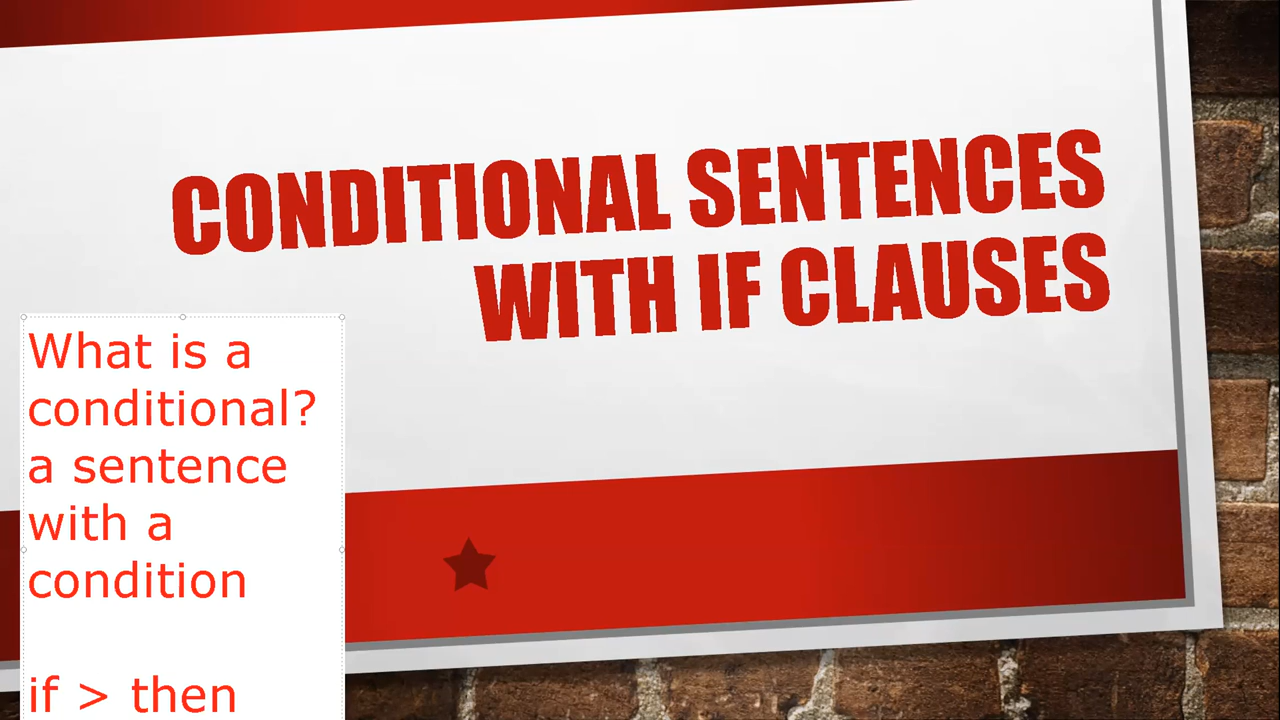 CONDITIONAL SENTENCES
WITH IF CLAUSES
What is a
conditional?
a sentence
with a
condition
if > then